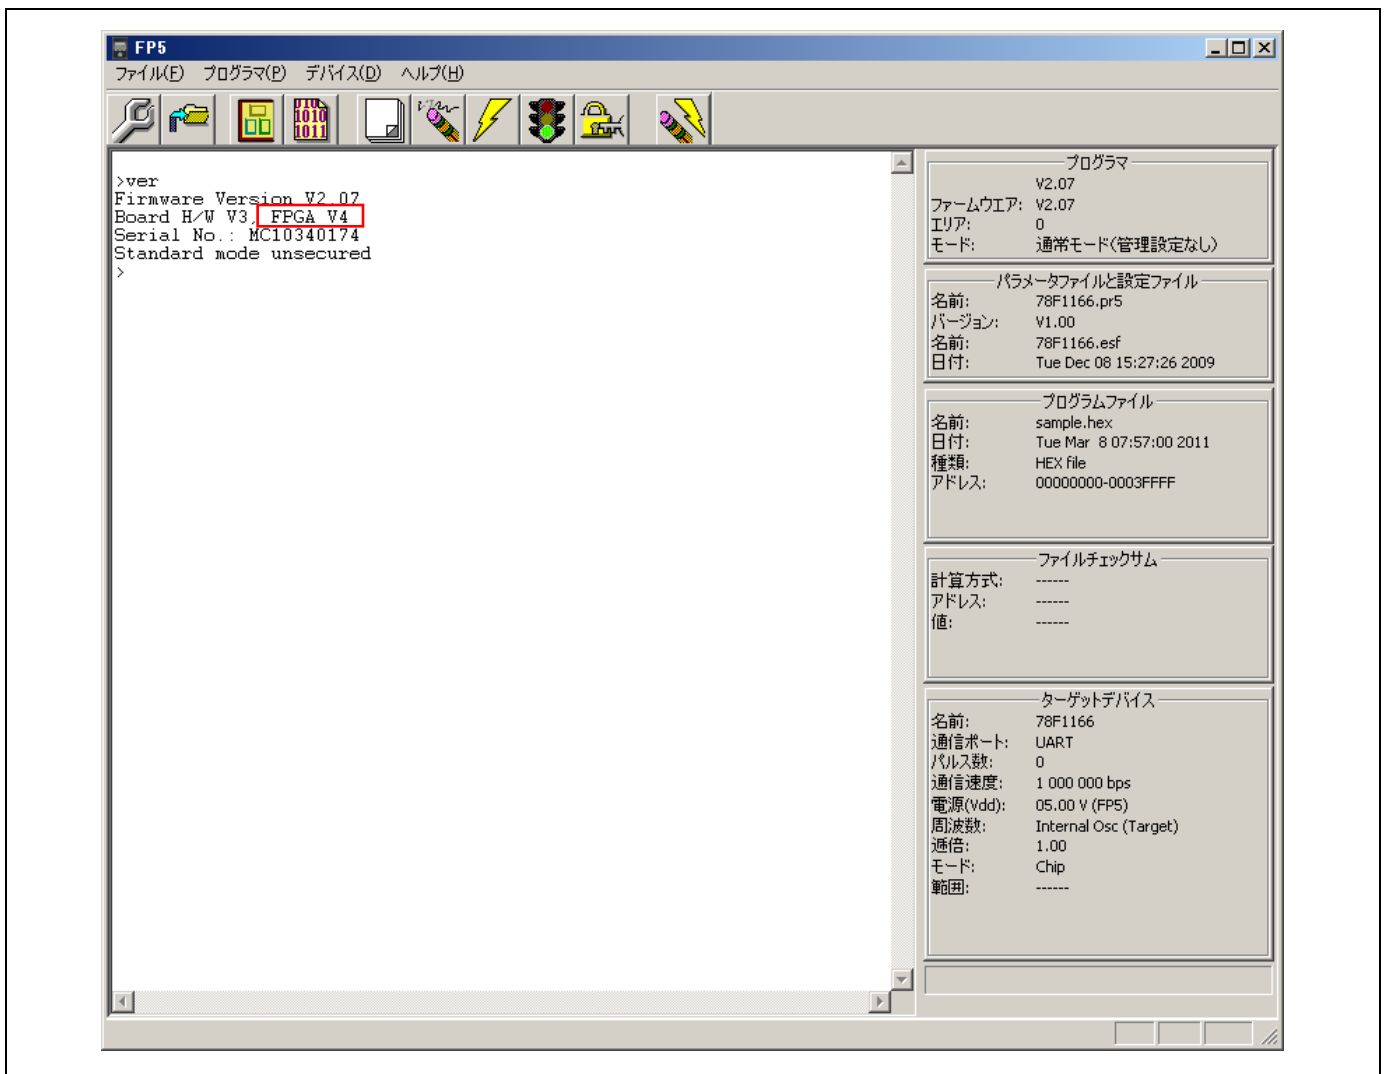 FP5
ファイル(F) プログラマ(P) デバイス(D) ヘルプ(H)
>ver
Firmware Version V2.07
Board H/W V3, FPGA V4
Serial No.: MC10340174
Standard mode unsecured
>
プログラマ
V2.07
ファームウエア: V2.07
エリア: 0
モード: 通常モード(管理設定なし)
パラメータファイルと設定ファイル
名前: 78F1166.pr5
バージョン: V1.00
名前: 78F1166.esf
日付: Tue Dec 08 15:27:26 2009
プログラムファイル
名前: sample.hex
日付: Tue Mar 8 07:57:00 2011
種類: HEX file
アドレス: 00000000-0003FFFF
ファイルチェックサム
計算方式: ------
アドレス: ------
値: ------
ターゲットデバイス
名前: 78F1166
通信ポート: UART
パルス数: 0
通信速度: 1 000 000 bps
電源(Vdd): 05.00 V (FP5)
周波数: Internal Osc (Target)
逓倍: 1.00
モード: Chip
範囲: ------